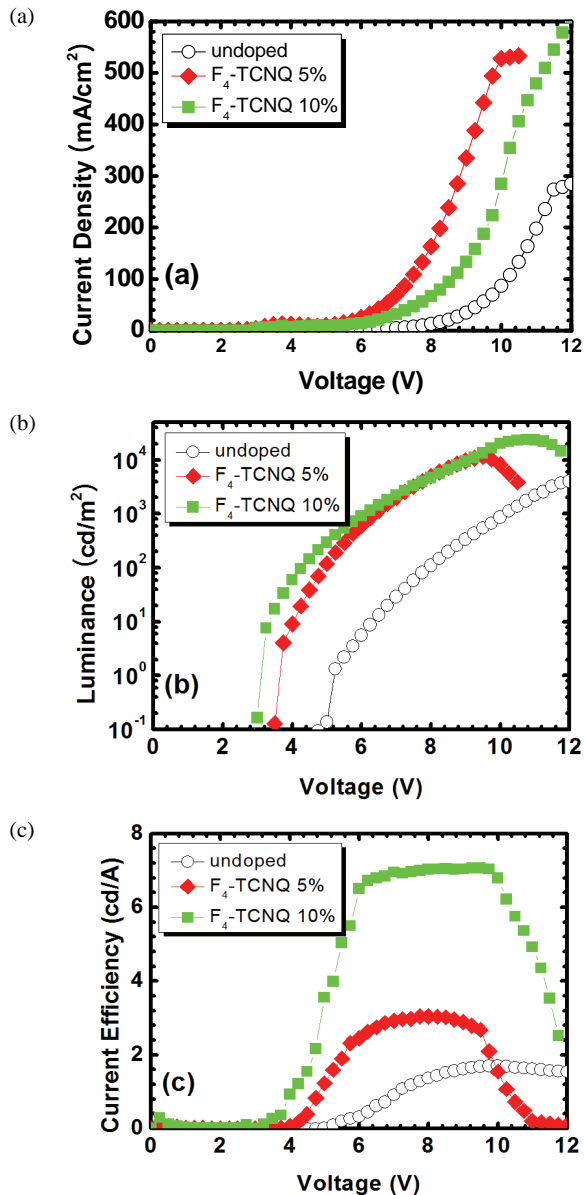 (a)
600
500
400
300
200
100
0
Current Density (mA/cm²)
undoped
F₄-TCNQ 5%
F₄-TCNQ 10%
(a)
0 2 4 6 8 10 12
Voltage (V)
(b)
10⁴
10³
10²
10¹
10⁰
10⁻¹
Luminance (cd/m²)
undoped
F₄-TCNQ 5%
F₄-TCNQ 10%
(b)
0 2 4 6 8 10 12
Voltage (V)
(c)
8
6
4
2
0
Current Efficiency (cd/A)
undoped
F₄-TCNQ 5%
F₄-TCNQ 10%
(c)
0 2 4 6 8 10 12
Voltage (V)